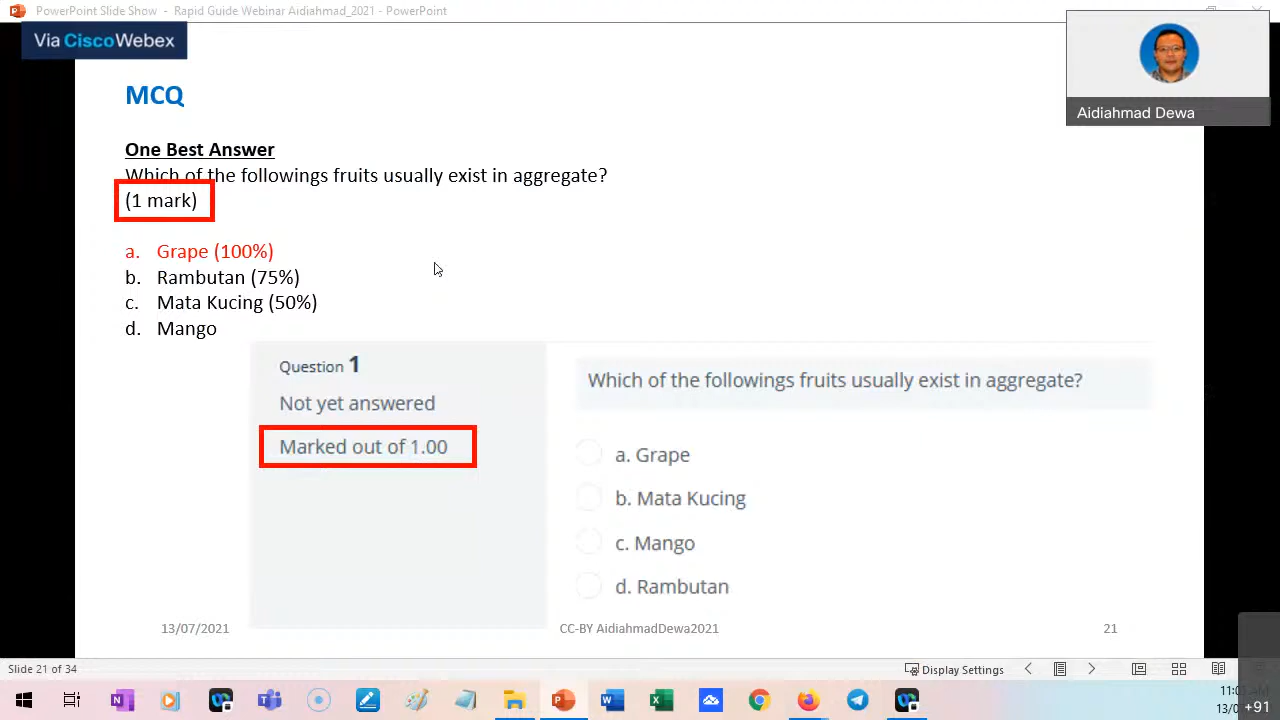 PowerPoint Slide Show - Rapid Guide Webinar Aidiahmad_2021 - PowerPoint
Via CiscoWebex
Aidiahmad Dewa
MCQ
One Best Answer
Which of the followings fruits usually exist in aggregate?
(1 mark)
a. Grape (100%)
b. Rambutan (75%)
c. Mata Kucing (50%)
d. Mango
Question 1
Not yet answered
Marked out of 1.00
Which of the followings fruits usually exist in aggregate?
a. Grape
b. Mata Kucing
c. Mango
d. Rambutan
13/07/2021
CC-BY AidiahmadDewa2021
21
Slide 21 of 34
Display Settings
+91